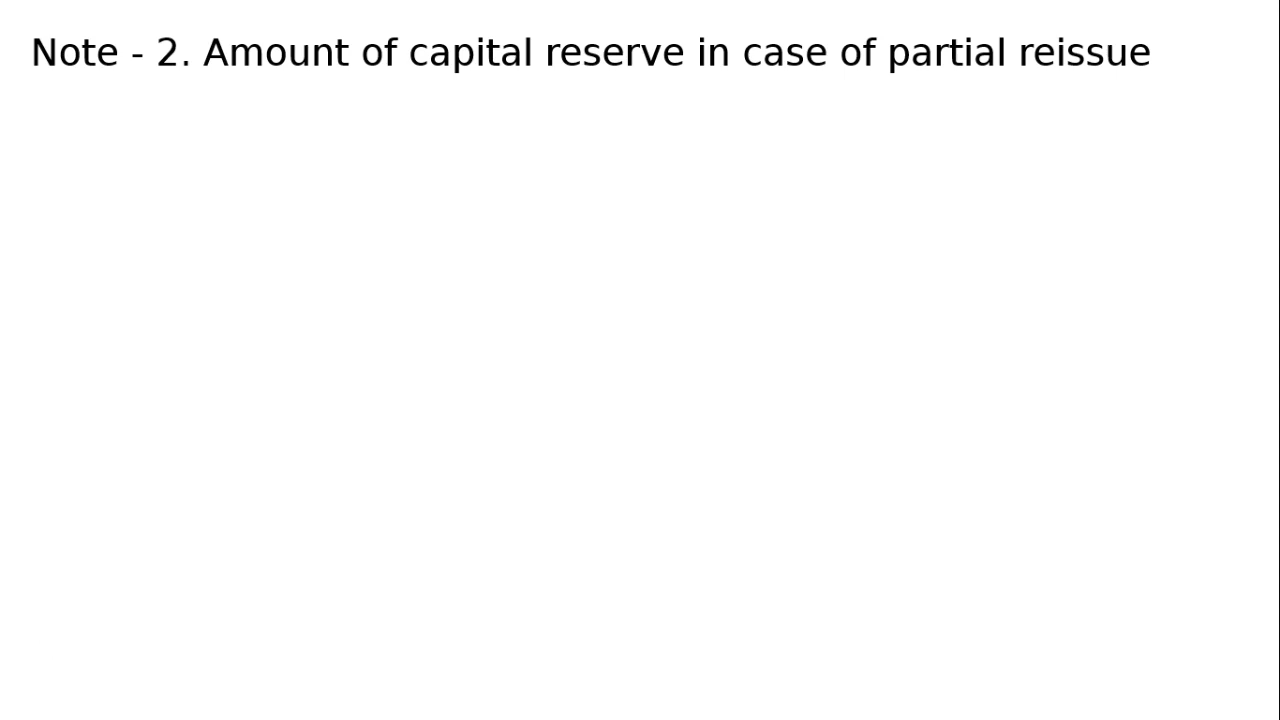 Note - 2. Amount of capital reserve in case of partial reissue